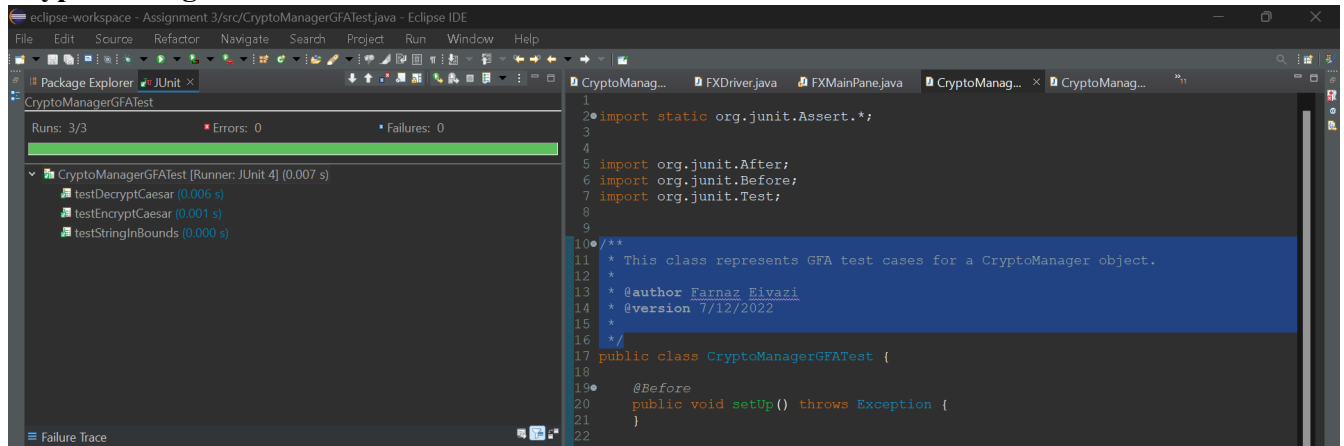 eclipse-workspace - Assignment 3/src/CryptoManagerGFATest.java - Eclipse IDE
File Edit Source Refactor Navigate Search Project Run Window Help
Package Explorer JUnit ×
CryptoManagerGFATest
Runs: 3/3 Errors: 0 Failures: 0
CryptoManagerGFATest [Runner: JUnit 4] (0.007 s)
testDecryptCaesar (0.006 s)
testEncryptCaesar (0.001 s)
testStringInBounds (0.000 s)
Failure Trace
CryptoManag... FXDriver.java FXMainPane.java CryptoManag... × CryptoManag... »11
1
2 import static org.junit.Assert.*;
3
4
5 import org.junit.After;
6 import org.junit.Before;
7 import org.junit.Test;
8
9
10 /**
11 * This class represents GFA test cases for a CryptoManager object.
12 *
13 * @author Farnaz Eivazi
14 * @version 7/12/2022
15 *
16 */
17 public class CryptoManagerGFATest {
18
19 @Before
20 public void setUp() throws Exception {
21 }
22